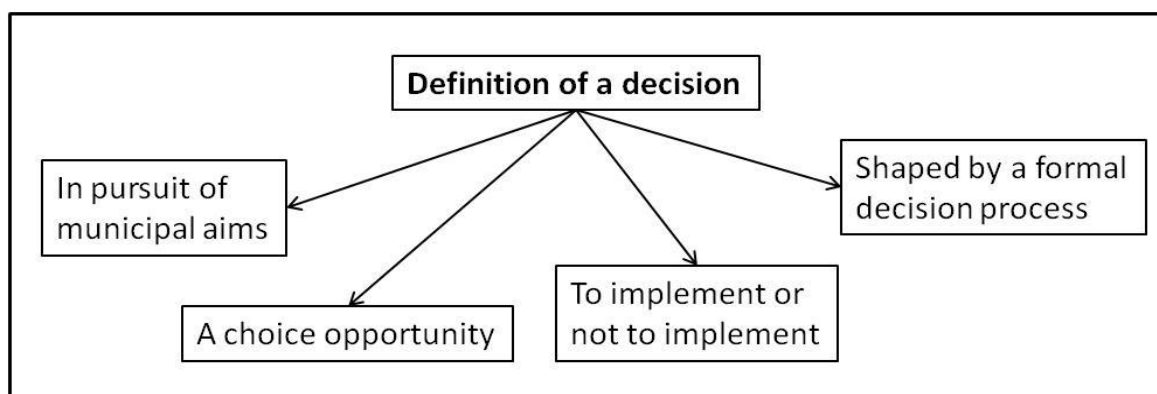 Definition of a decision
In pursuit of
municipal aims
A choice opportunity
To implement or
not to implement
Shaped by a formal
decision process